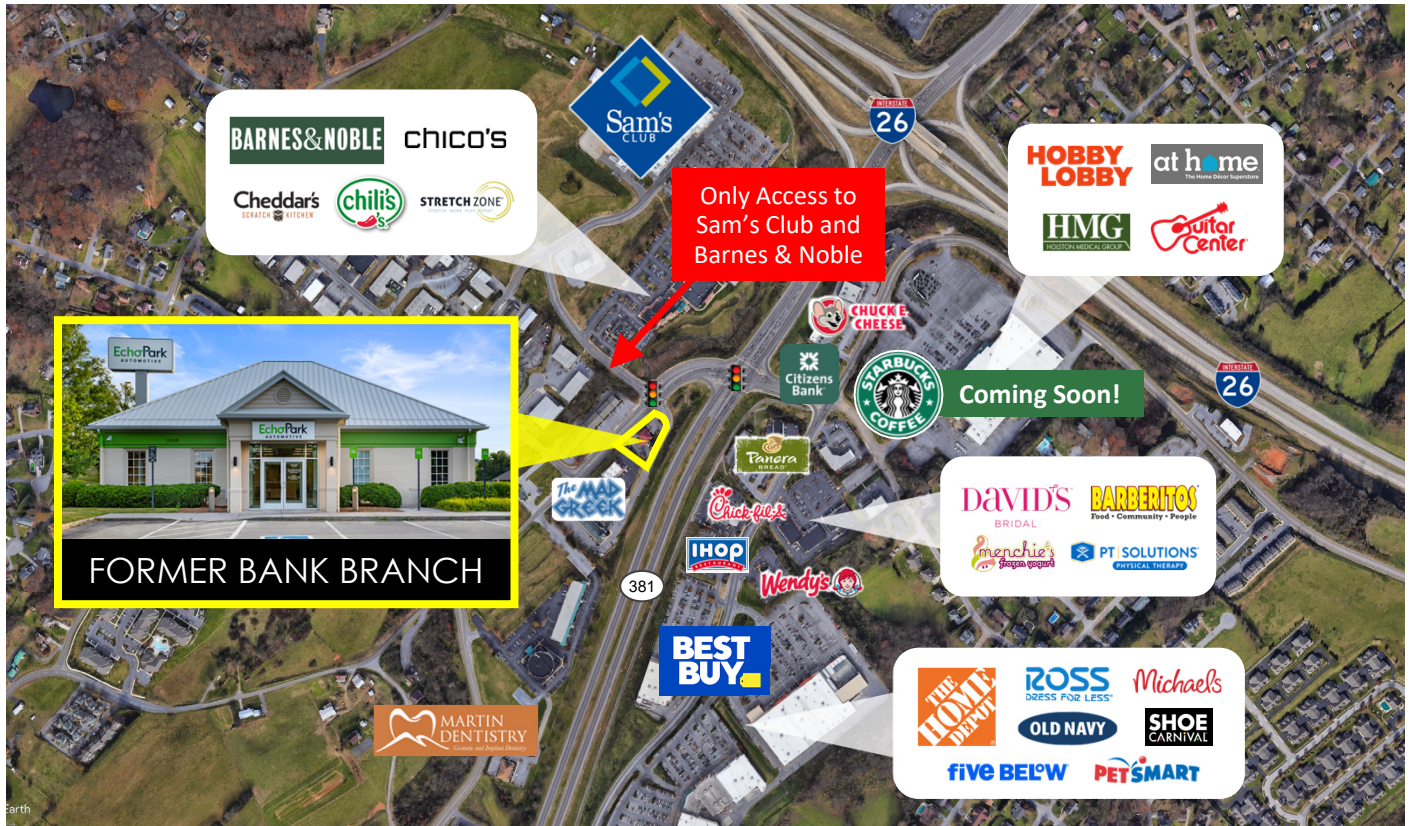 BARNES&NOBLE
chico's
Cheddar's
SCRATCH KITCHEN
chili's
STRETCH ZONE
Sam's
CLUB
INTERSTATE
26
Only Access to
Sam's Club and
Barnes & Noble
HOBBY
LOBBY
at home
The Home Décor Superstore
HMG
HOLSTON MEDICAL GROUP
Guitar
Center
CHUCK E.
CHEESE
Citizens
Bank
STARBUCKS
COFFEE
Coming Soon!
INTERSTATE
26
EchoPark
AUTOMOTIVE
EchoPark
AUTOMOTIVE
FORMER BANK BRANCH
The MAD
GREEK
Panera
BREAD
Chick-fil-A
IHOP
RESTAURANT
Wendy's
381
DAVID'S
BRIDAL
BARBERITOS
Food • Community • People
menchie's
frozen yogurt
PT SOLUTIONS
PHYSICAL THERAPY
BEST
BUY
MARTIN
DENTISTRY
Cosmetic and Implant Dentistry
THE
HOME
DEPOT
ROSS
DRESS FOR LESS
Michaels
OLD NAVY
SHOE
CARNIVAL
five BELOW
PETSMART
Earth